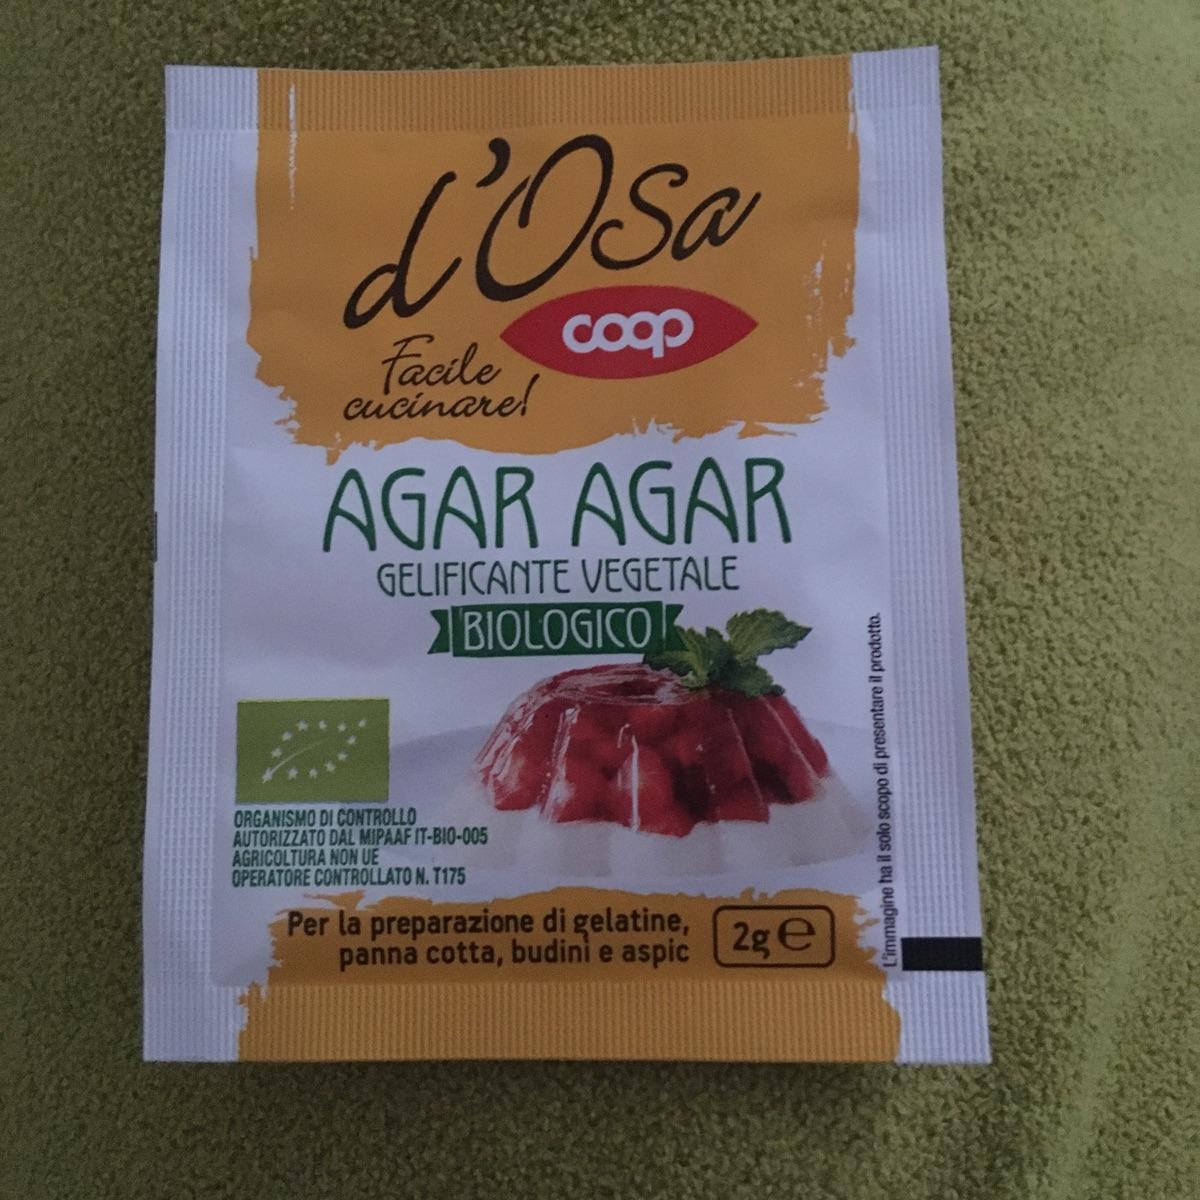 d'Osa
coop
Facile
cucinare!
AGAR AGAR
GELIFICANTE VEGETALE
BIOLOGICO
ORGANISMO DI CONTROLLO
AUTORIZZATO DAL MIPAAF IT-BIO-005
AGRICOLTURA NON UE
OPERATORE CONTROLLATO N. T175
Per la preparazione di gelatine,
panna cotta, budini e aspic
2g ℮
L'immagine ha il solo scopo di presentare il prodotto.